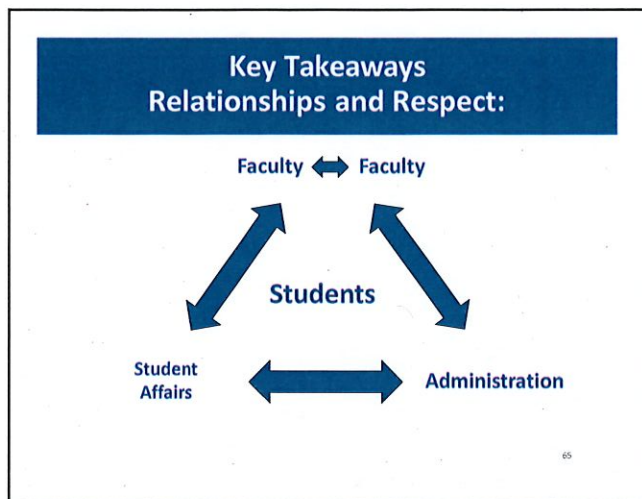 Key Takeaways
Relationships and Respect:
Faculty Faculty
Students
Student
Affairs
Administration
65